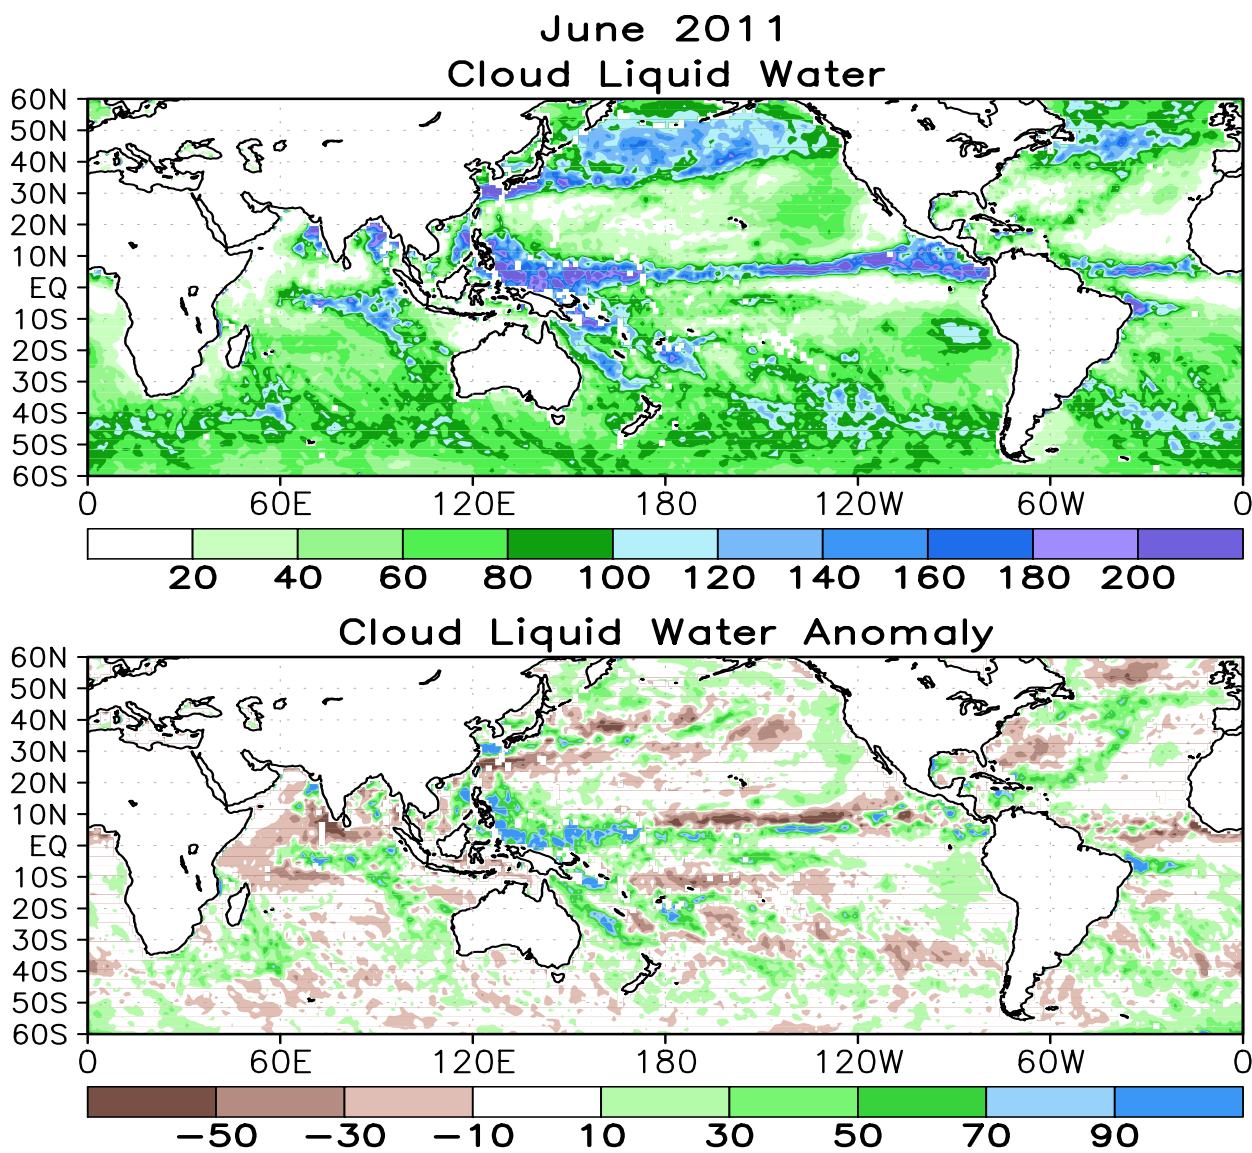 June 2011
Cloud Liquid Water
60N
50N
40N
30N
20N
10N
EQ
10S
20S
30S
40S
50S
60S
0 60E 120E 180 120W 60W 0
20 40 60 80 100 120 140 160 180 200
Cloud Liquid Water Anomaly
60N
50N
40N
30N
20N
10N
EQ
10S
20S
30S
40S
50S
60S
0 60E 120E 180 120W 60W 0
−50 −30 −10 10 30 50 70 90